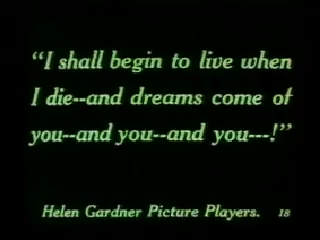 "I shall begin to live when
I die--and dreams come of
you--and you--and you---!"
Helen Gardner Picture Players. 18